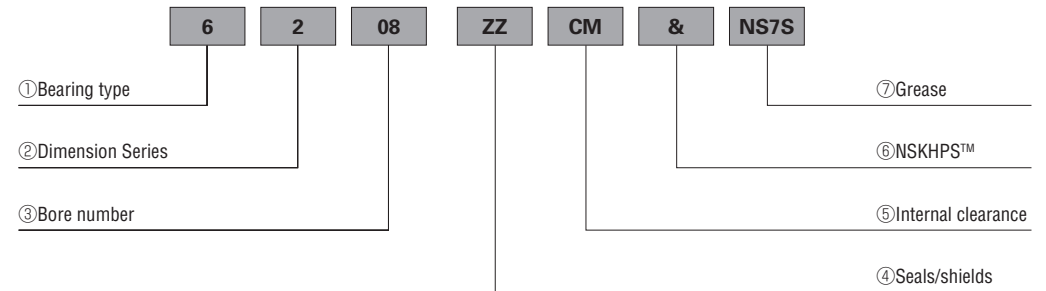 6 2 08 ZZ CM & NS7S
①Bearing type ⑦Grease
②Dimension Series ⑥NSKHPS™
③Bore number ⑤Internal clearance
④Seals/shields